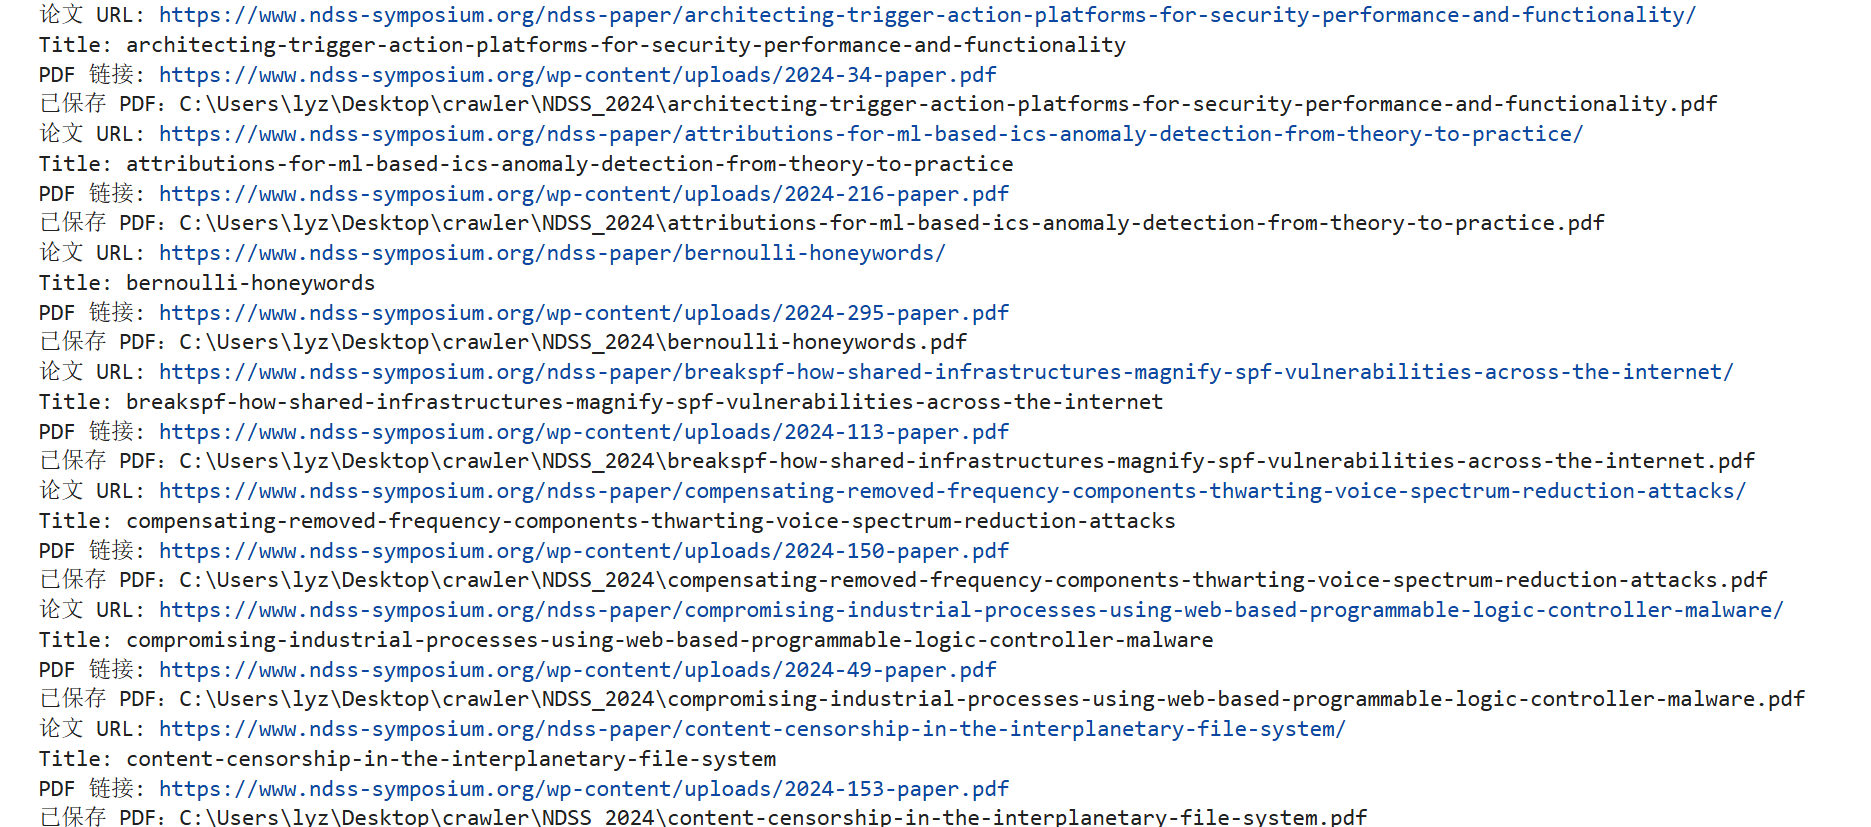 论文 URL: https://www.ndss-symposium.org/ndss-paper/architecting-trigger-action-platforms-for-security-performance-and-functionality/
Title: architecting-trigger-action-platforms-for-security-performance-and-functionality
PDF 链接: https://www.ndss-symposium.org/wp-content/uploads/2024-34-paper.pdf
已保存 PDF：C:\Users\lyz\Desktop\crawler\NDSS_2024\architecting-trigger-action-platforms-for-security-performance-and-functionality.pdf
论文 URL: https://www.ndss-symposium.org/ndss-paper/attributions-for-ml-based-ics-anomaly-detection-from-theory-to-practice/
Title: attributions-for-ml-based-ics-anomaly-detection-from-theory-to-practice
PDF 链接: https://www.ndss-symposium.org/wp-content/uploads/2024-216-paper.pdf
已保存 PDF：C:\Users\lyz\Desktop\crawler\NDSS_2024\attributions-for-ml-based-ics-anomaly-detection-from-theory-to-practice.pdf
论文 URL: https://www.ndss-symposium.org/ndss-paper/bernoulli-honeywords/
Title: bernoulli-honeywords
PDF 链接: https://www.ndss-symposium.org/wp-content/uploads/2024-295-paper.pdf
已保存 PDF：C:\Users\lyz\Desktop\crawler\NDSS_2024\bernoulli-honeywords.pdf
论文 URL: https://www.ndss-symposium.org/ndss-paper/breakspf-how-shared-infrastructures-magnify-spf-vulnerabilities-across-the-internet/
Title: breakspf-how-shared-infrastructures-magnify-spf-vulnerabilities-across-the-internet
PDF 链接: https://www.ndss-symposium.org/wp-content/uploads/2024-113-paper.pdf
已保存 PDF：C:\Users\lyz\Desktop\crawler\NDSS_2024\breakspf-how-shared-infrastructures-magnify-spf-vulnerabilities-across-the-internet.pdf
论文 URL: https://www.ndss-symposium.org/ndss-paper/compensating-removed-frequency-components-thwarting-voice-spectrum-reduction-attacks/
Title: compensating-removed-frequency-components-thwarting-voice-spectrum-reduction-attacks
PDF 链接: https://www.ndss-symposium.org/wp-content/uploads/2024-150-paper.pdf
已保存 PDF：C:\Users\lyz\Desktop\crawler\NDSS_2024\compensating-removed-frequency-components-thwarting-voice-spectrum-reduction-attacks.pdf
论文 URL: https://www.ndss-symposium.org/ndss-paper/compromising-industrial-processes-using-web-based-programmable-logic-controller-malware/
Title: compromising-industrial-processes-using-web-based-programmable-logic-controller-malware
PDF 链接: https://www.ndss-symposium.org/wp-content/uploads/2024-49-paper.pdf
已保存 PDF：C:\Users\lyz\Desktop\crawler\NDSS_2024\compromising-industrial-processes-using-web-based-programmable-logic-controller-malware.pdf
论文 URL: https://www.ndss-symposium.org/ndss-paper/content-censorship-in-the-interplanetary-file-system/
Title: content-censorship-in-the-interplanetary-file-system
PDF 链接: https://www.ndss-symposium.org/wp-content/uploads/2024-153-paper.pdf
已保存 PDF：C:\Users\lyz\Desktop\crawler\NDSS_2024\content-censorship-in-the-interplanetary-file-system.pdf